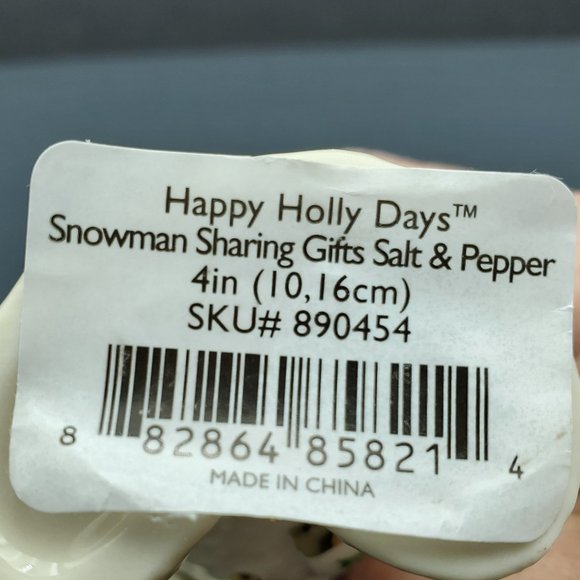 Happy Holly Days™
Snowman Sharing Gifts Salt & Pepper
4in (10,16cm)
SKU# 890454
8 82864 85821 4
MADE IN CHINA